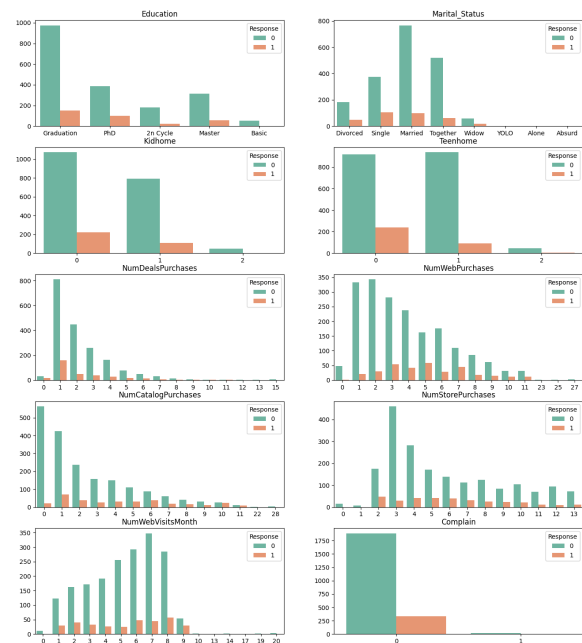 Education
1000
800
600
400
200
0
Graduation PhD 2n Cycle Master Basic
Response
0
1
Marital_Status
800
600
400
200
0
Divorced Single Married Together Widow YOLO Alone Absurd
Response
0
1
Kidhome
1000
800
600
400
200
0
0 1 2
Response
0
1
Teenhome
800
600
400
200
0
0 1 2
Response
0
1
NumDealsPurchases
800
600
400
200
0
0 1 2 3 4 5 6 7 8 9 10 11 12 13 15
Response
0
1
NumWebPurchases
350
300
250
200
150
100
50
0
0 1 2 3 4 5 6 7 8 9 10 11 23 25 27
Response
0
1
NumCatalogPurchases
500
400
300
200
100
0
0 1 2 3 4 5 6 7 8 9 10 11 22 28
Response
0
1
NumStorePurchases
400
300
200
100
0
0 1 2 3 4 5 6 7 8 9 10 11 12 13
Response
0
1
NumWebVisitsMonth
350
300
250
200
150
100
50
0
0 1 2 3 4 5 6 7 8 9 10 13 14 17 19 20
Response
0
1
Complain
1750
1500
1250
1000
750
500
250
0
0 1
Response
0
1